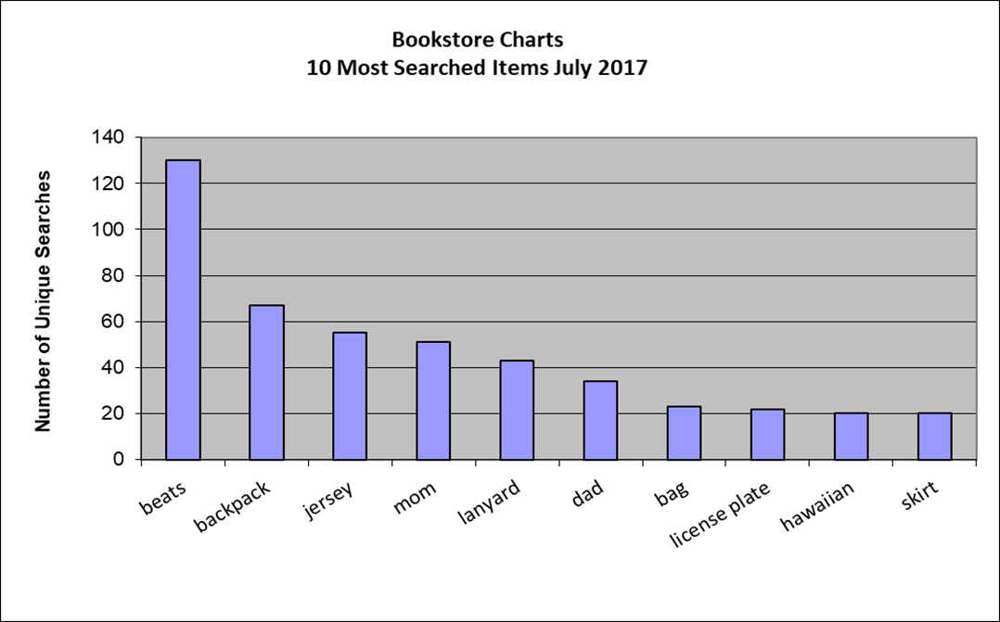 Bookstore Charts
10 Most Searched Items July 2017
Number of Unique Searches
140
120
100
80
60
40
20
0
beats
backpack
jersey
mom
lanyard
dad
bag
license plate
hawaiian
skirt